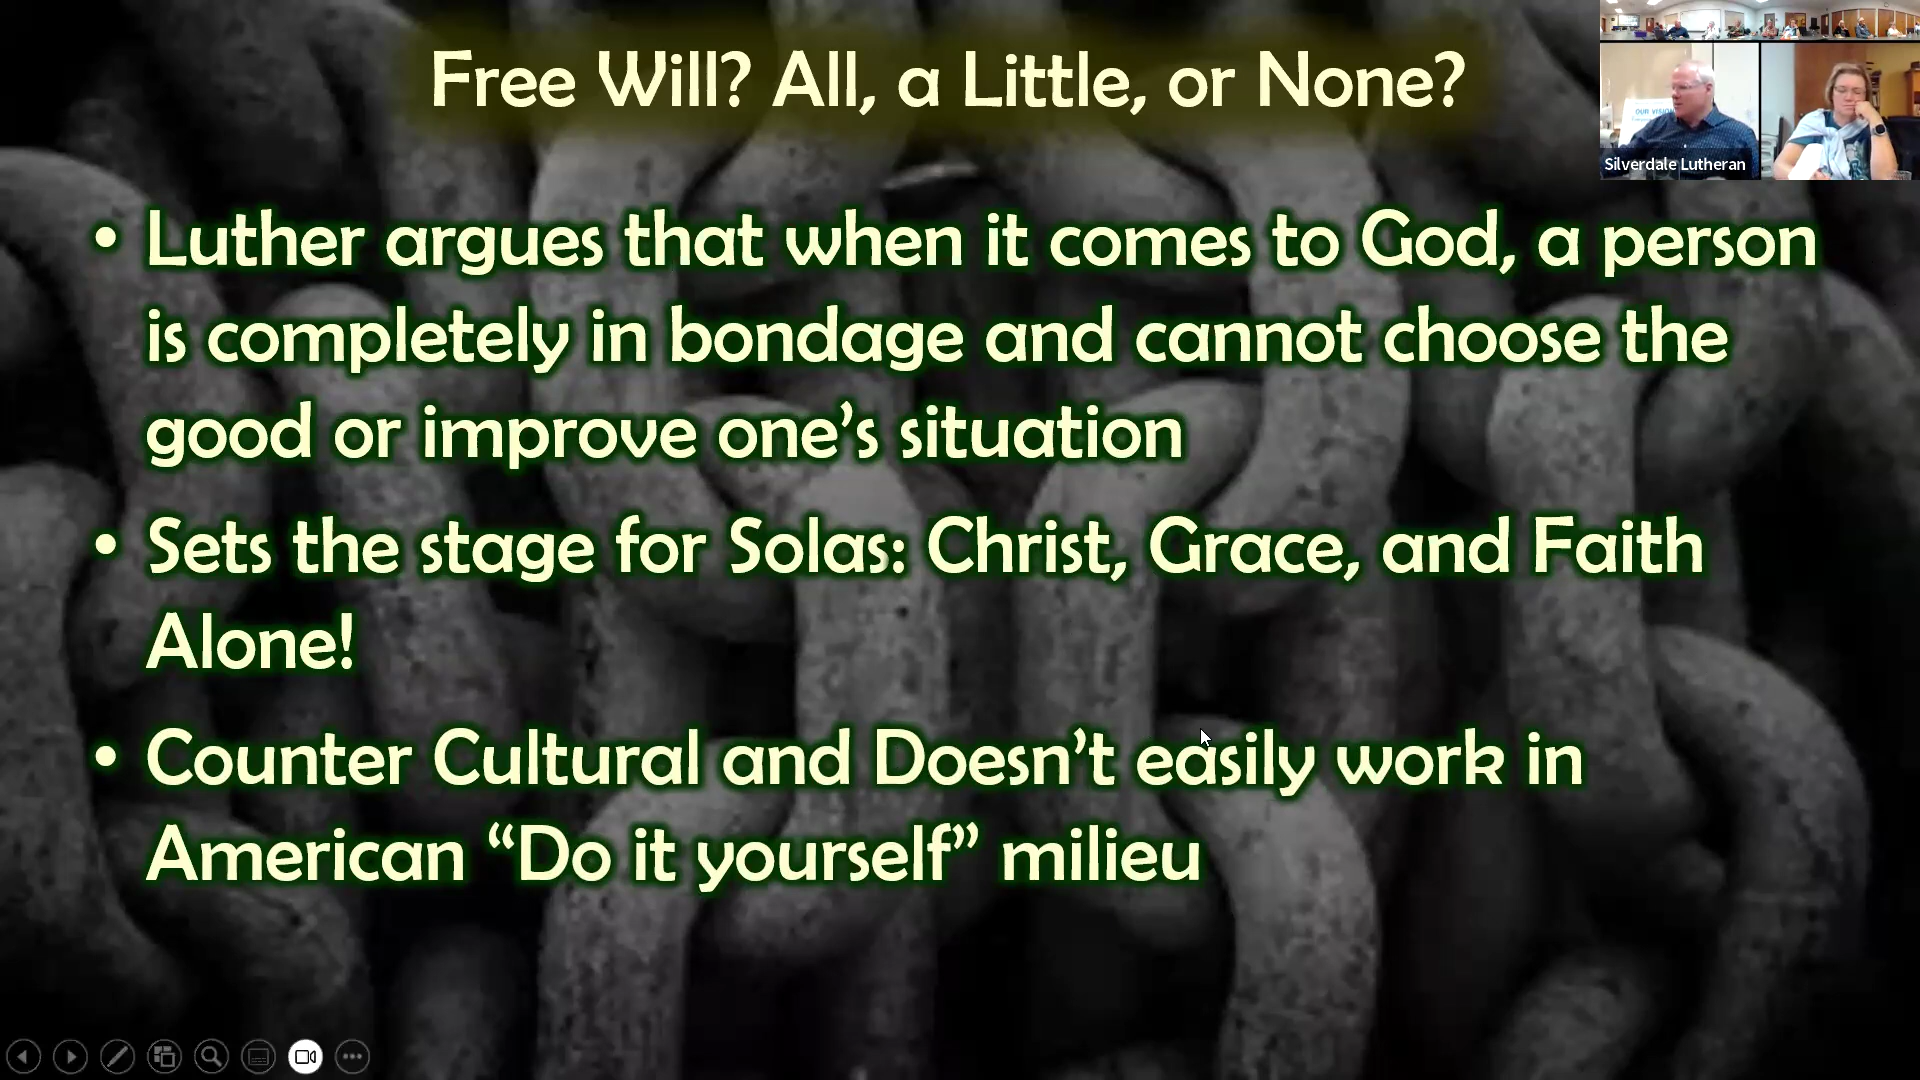 Free Will? All, a Little, or None?
OUR VISION
Silverdale Lutheran
• Luther argues that when it comes to God, a person
is completely in bondage and cannot choose the
good or improve one’s situation
• Sets the stage for Solas: Christ, Grace, and Faith
Alone!
• Counter Cultural and Doesn’t easily work in
American “Do it yourself” milieu